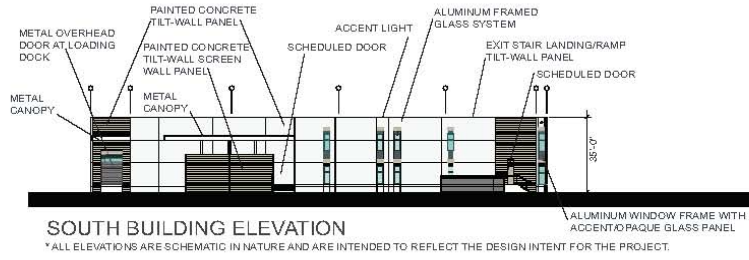 PAINTED CONCRETE
TILT-WALL PANEL
METAL OVERHEAD
DOOR AT LOADING
DOCK
PAINTED CONCRETE
TILT-WALL SCREEN
WALL PANEL
SCHEDULED DOOR
ACCENT LIGHT
ALUMINUM FRAMED
GLASS SYSTEM
EXIT STAIR LANDING/RAMP
TILT-WALL PANEL
SCHEDULED DOOR
METAL
CANOPY
METAL
CANOPY
35'-0"
ALUMINUM WINDOW FRAME WITH
ACCENT/OPAQUE GLASS PANEL
SOUTH BUILDING ELEVATION
* ALL ELEVATIONS ARE SCHEMATIC IN NATURE AND ARE INTENDED TO REFLECT THE DESIGN INTENT FOR THE PROJECT.